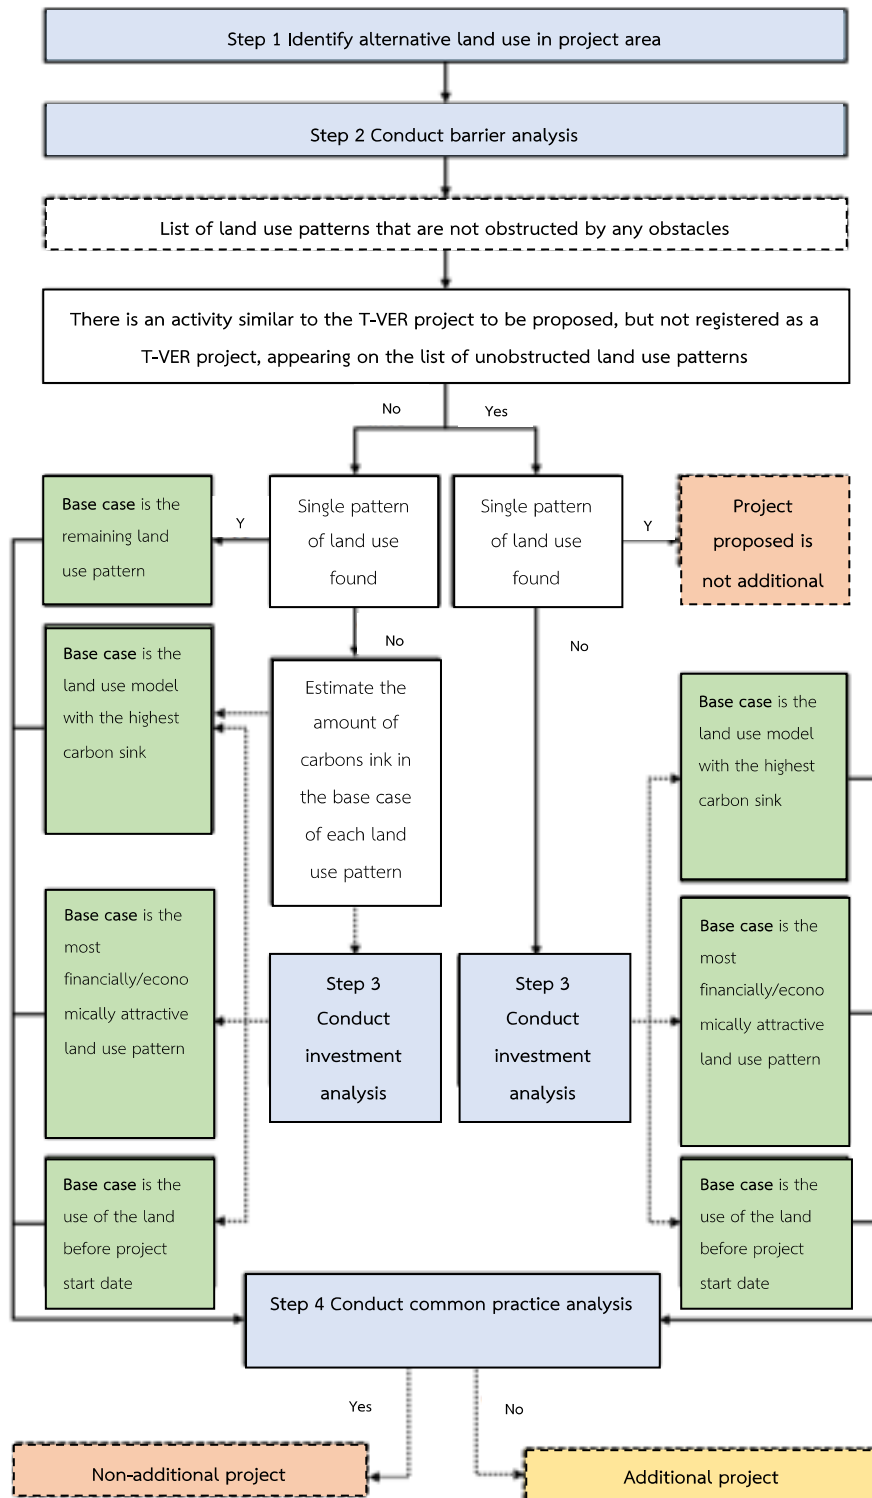 Step 1 Identify alternative land use in project area
Step 2 Conduct barrier analysis
List of land use patterns that are not obstructed by any obstacles
There is an activity similar to the T-VER project to be proposed, but not registered as a
T-VER project, appearing on the list of unobstructed land use patterns
No
Yes
Base case is the
remaining land
use pattern
Y
Single pattern
of land use
found
Single pattern
of land use
found
Y
Project
proposed is
not additional
No
No
Base case is the
land use model
with the highest
carbon sink
Estimate the
amount of
carbons ink in
the base case
of each land
use pattern
Base case is the
land use model
with the highest
carbon sink
Base case is the
most
financially/econo
mically attractive
land use pattern
Step 3
Conduct
investment
analysis
Step 3
Conduct
investment
analysis
Base case is the
most
financially/econo
mically attractive
land use pattern
Base case is the
use of the land
before project
start date
Base case is the
use of the land
before project
start date
Step 4 Conduct common practice analysis
Yes
No
Non-additional project
Additional project